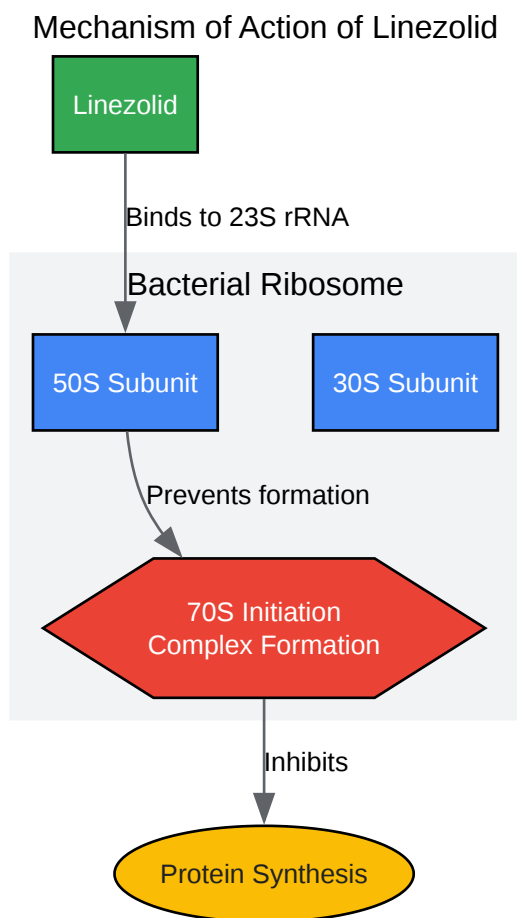 Mechanism of Action of Linezolid
Linezolid
Binds to 23S rRNA
Bacterial Ribosome
50S Subunit
30S Subunit
Prevents formation
70S Initiation
Complex Formation
Inhibits
Protein Synthesis